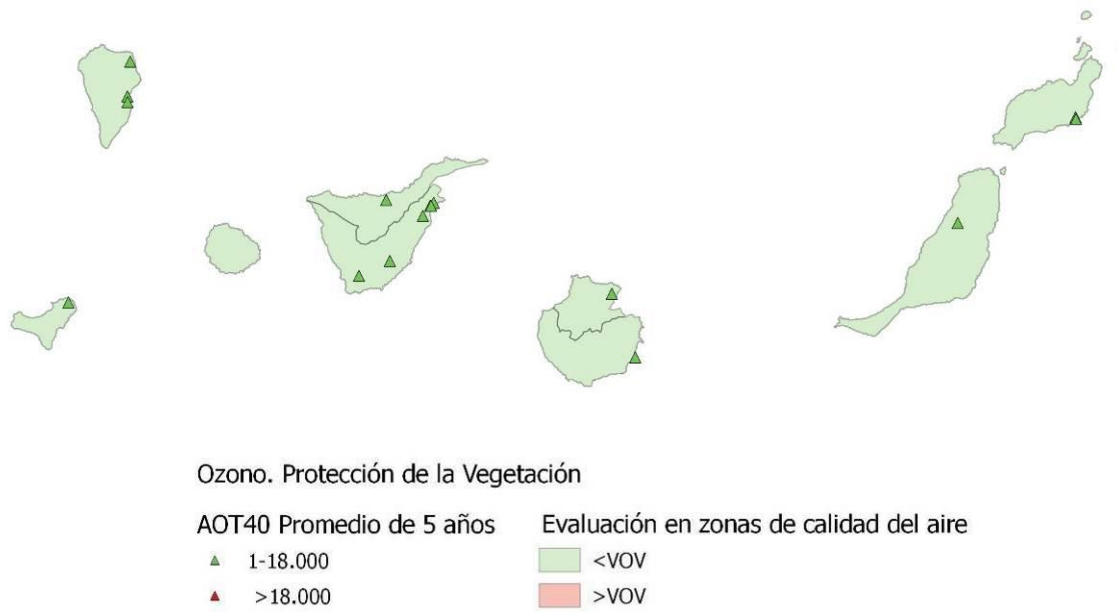 Ozono. Protección de la Vegetación
AOT40 Promedio de 5 años
1-18.000
>18.000
Evaluación en zonas de calidad del aire
<VOV
>VOV